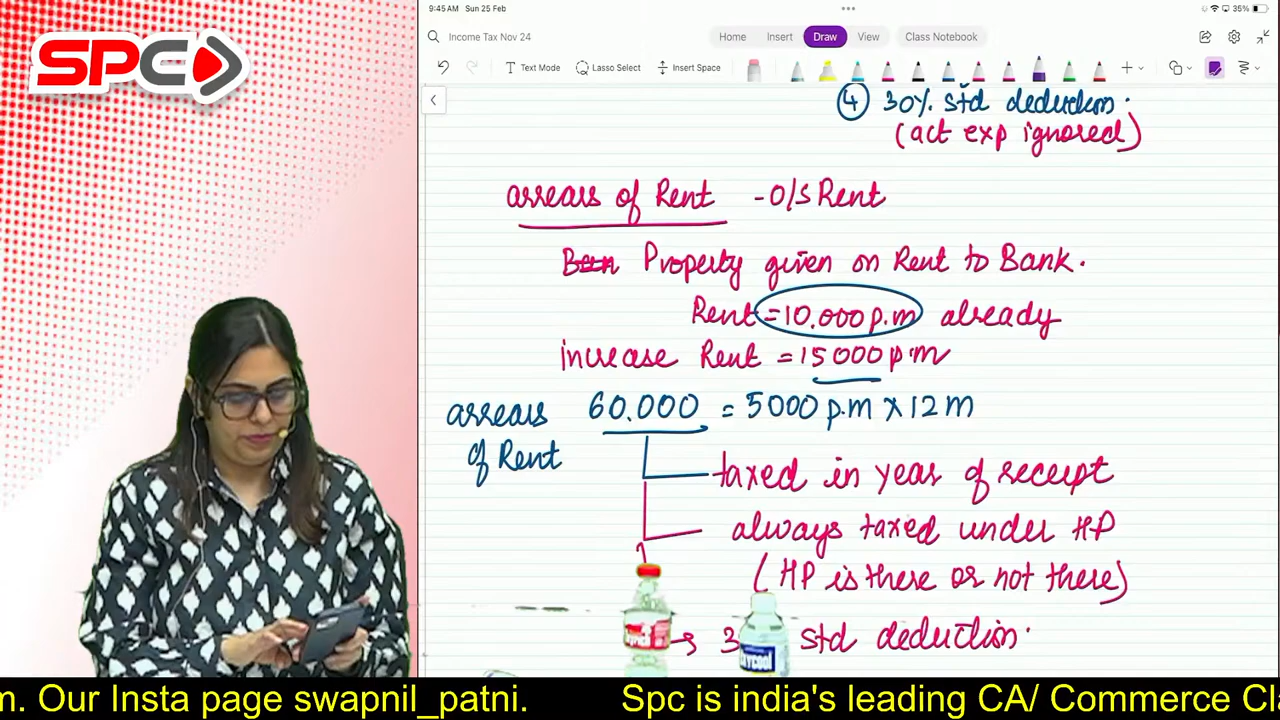 9:45 AM Sun 25 Feb
35%
SPC
Income Tax Nov 24
Home Insert Draw View Class Notebook
Text Mode Lasso Select Insert Space
④ 30% std deduction.
(act exp ignored)
arrears of Rent - O/S Rent
Property given on Rent to Bank.
Rent = 10.000 p.m already
increase Rent = 15000 p.m
arrears 60.000 = 5000 p.m × 12 m
of Rent
taxed in year of receipt
always taxed under HP
(HP is there or not there)
3 std deduction.
m. Our Insta page swapnil_patni. Spc is india's leading CA/ Commerce Cla